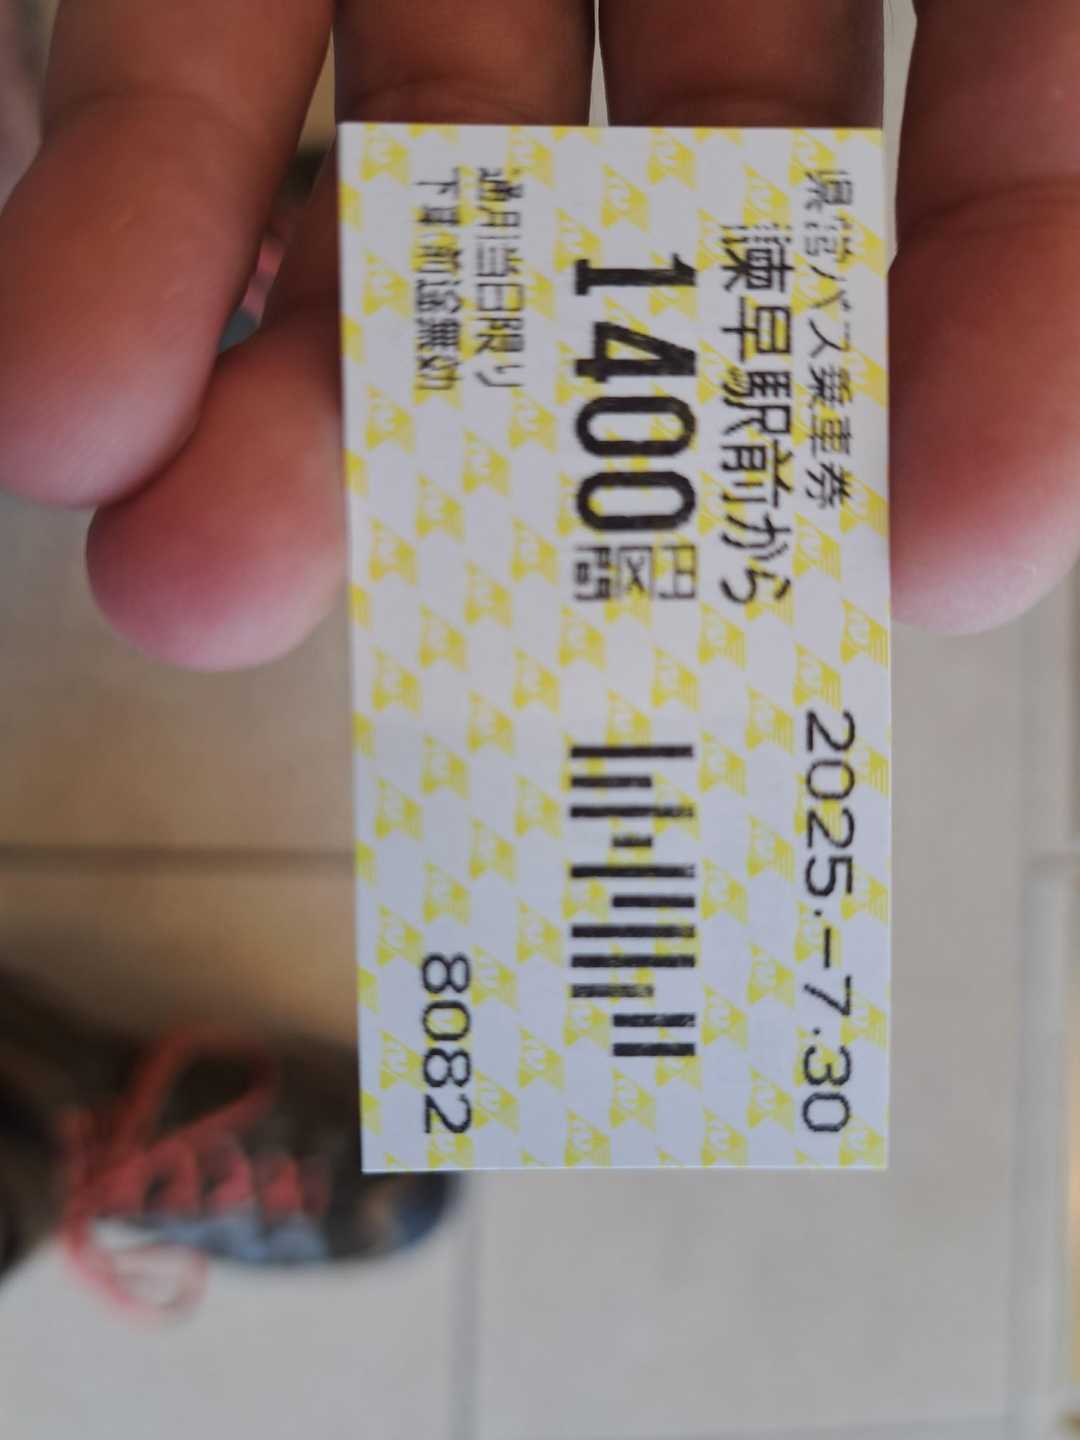 県営バス乗車券 2025.-7.30
諫早駅前から
1400円区間
通用当日限り
下車前途無効 8082